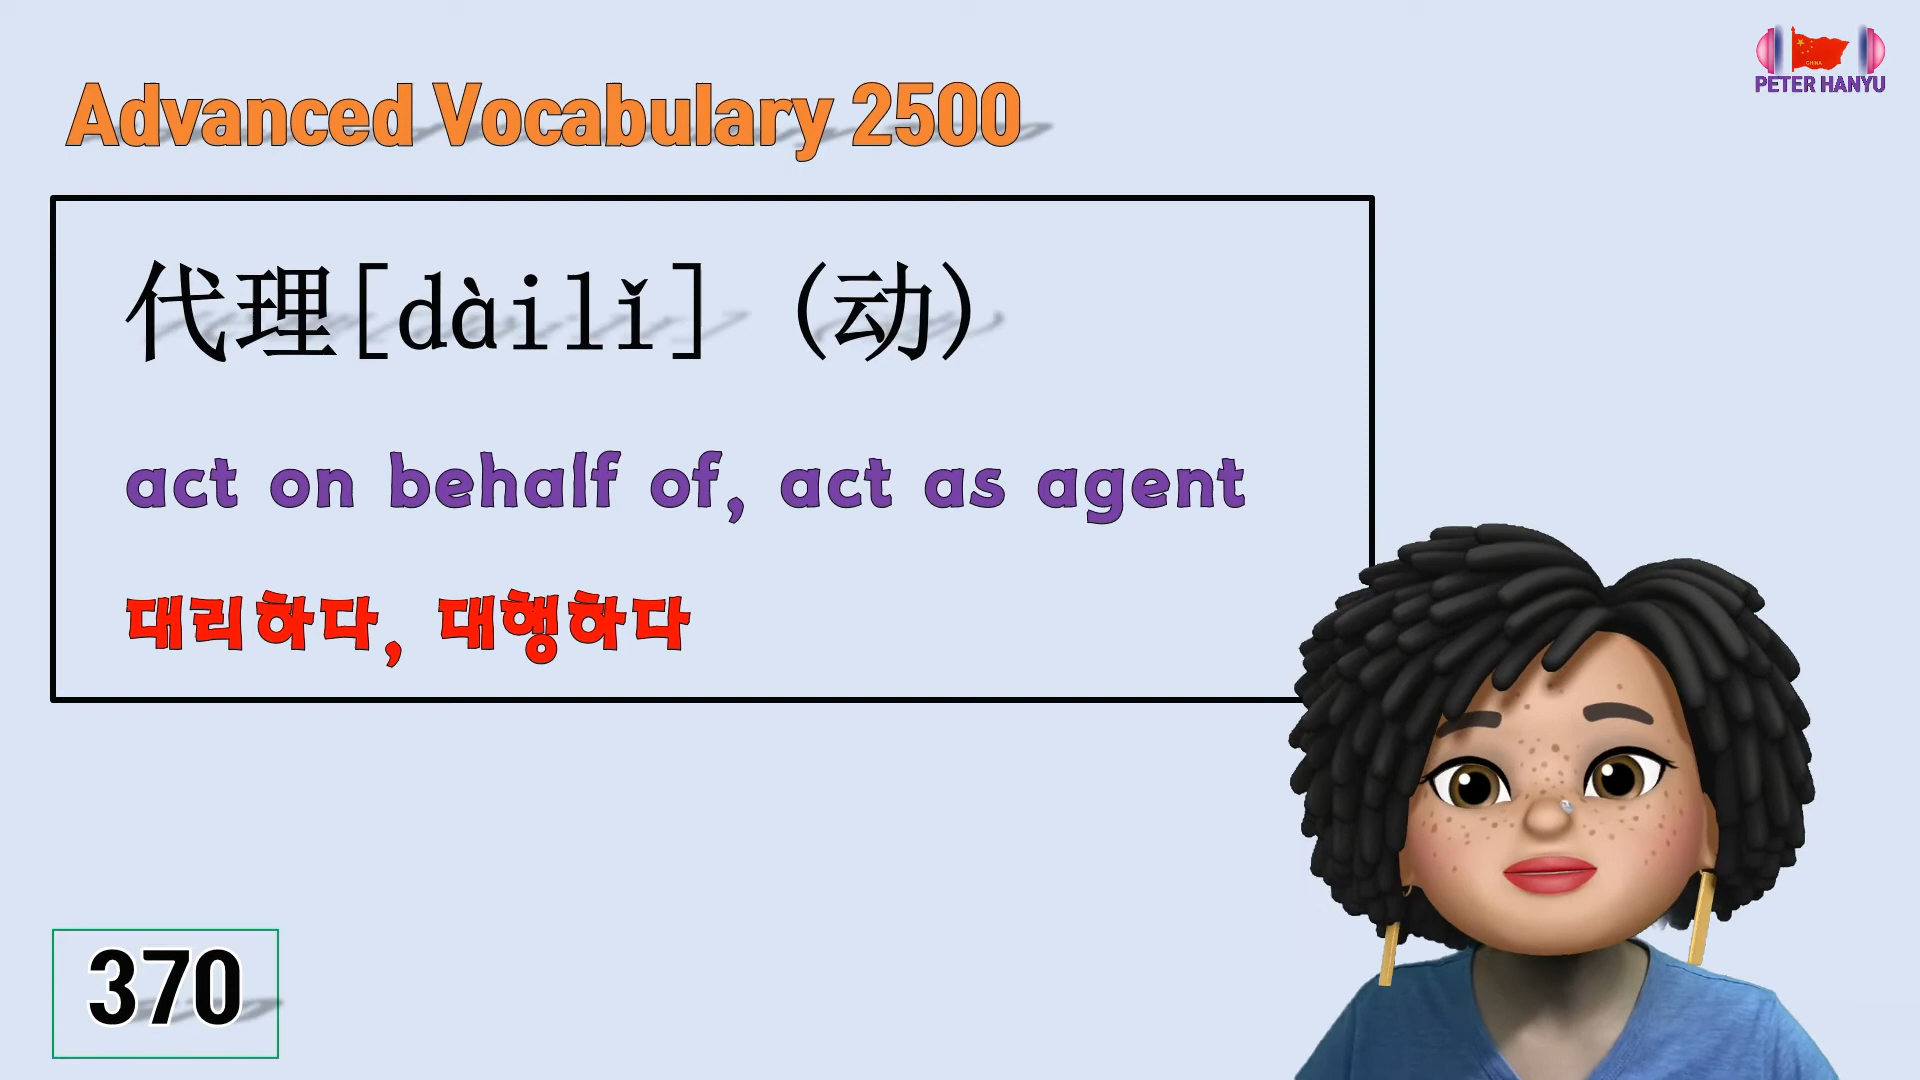 PETER HANYU
Advanced Vocabulary 2500
代理[dàilǐ] (动)
act on behalf of, act as agent
대리하다, 대행하다
370